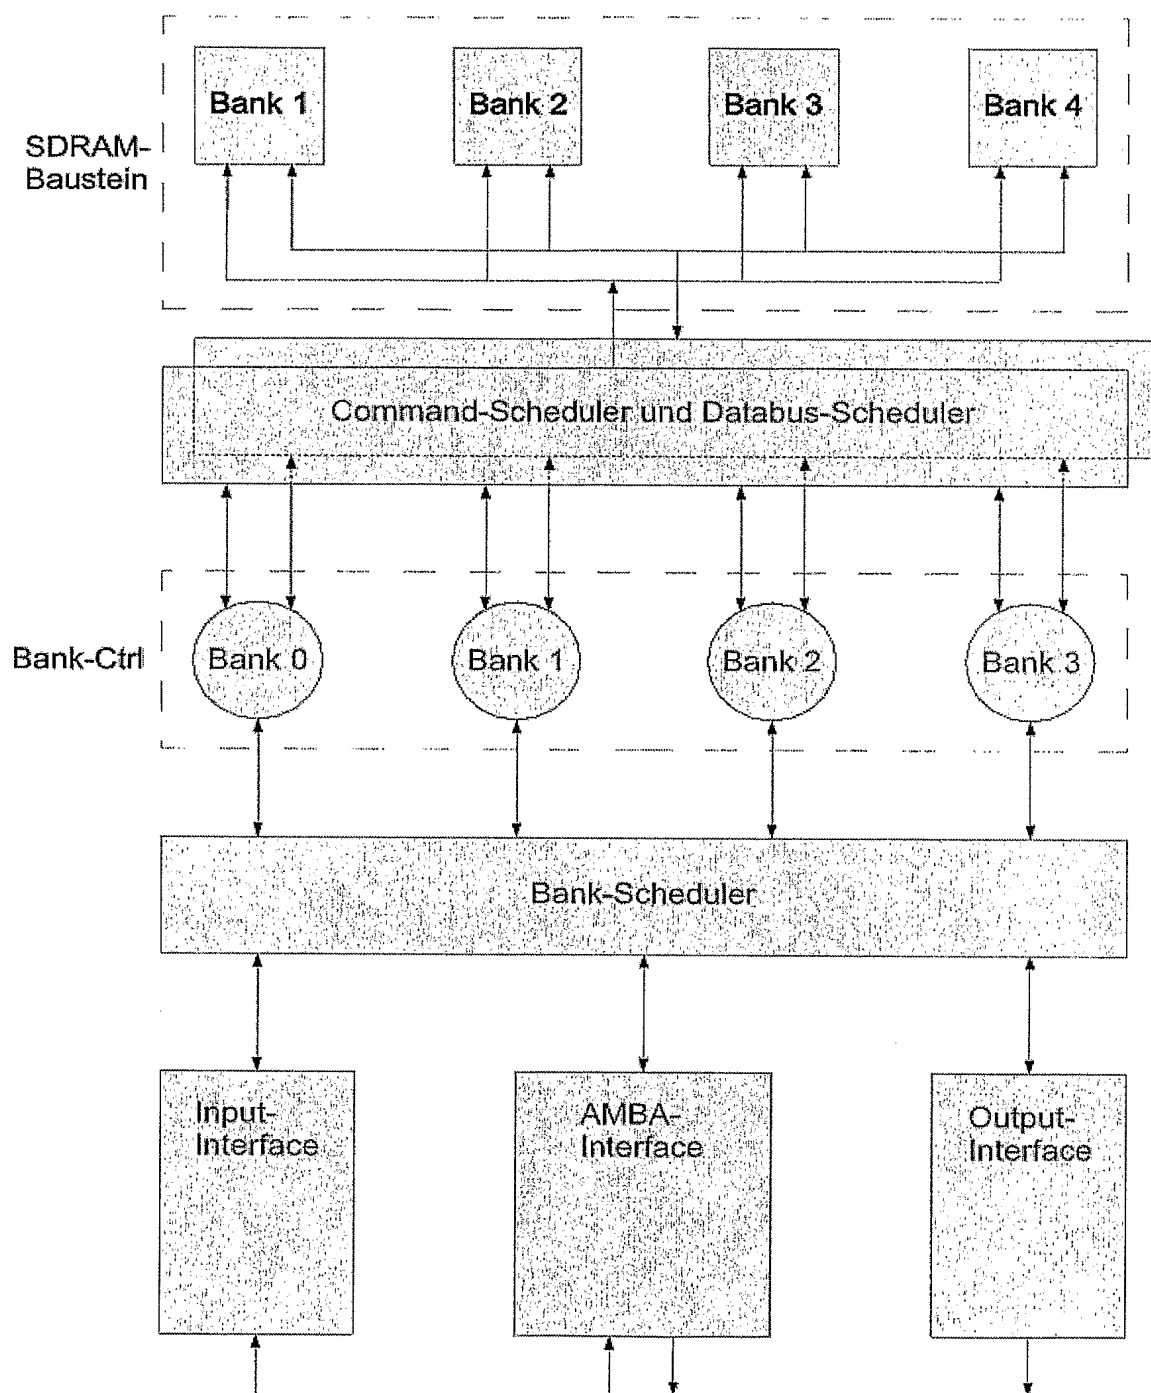 Bank 1
Bank 2
Bank 3
Bank 4
SDRAM-
Baustein
Command-Scheduler und Databus-Scheduler
Bank-Ctrl
Bank 0
Bank 1
Bank 2
Bank 3
Bank-Scheduler
Input-
Interface
AMBA-
Interface
Output-
Interface